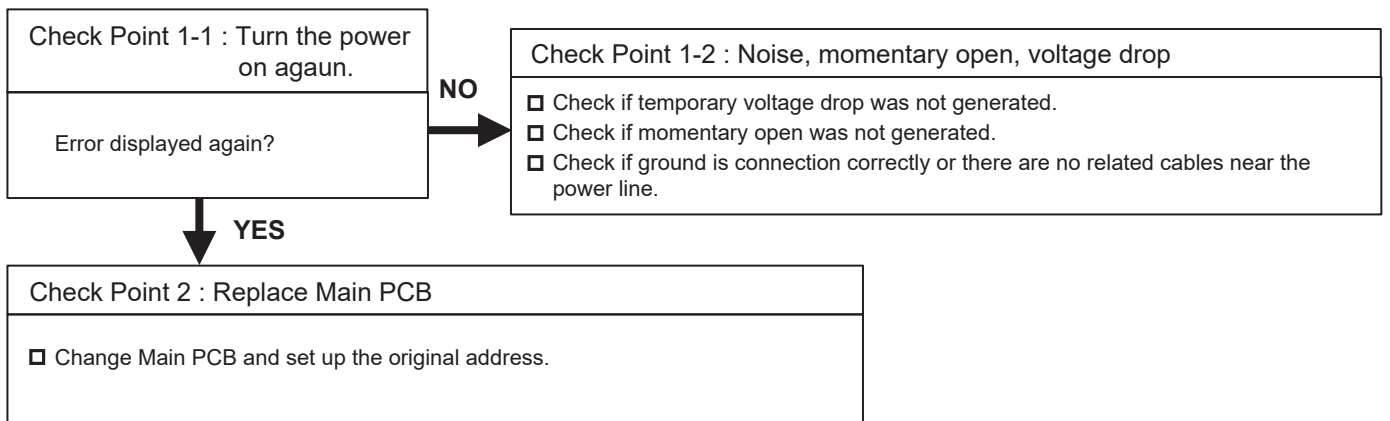 Check Point 1-1 : Turn the power
on agaun.
Error displayed again?
NO
Check Point 1-2 : Noise, momentary open, voltage drop
Check if temporary voltage drop was not generated.
Check if momentary open was not generated.
Check if ground is connection correctly or there are no related cables near the
power line.
YES
Check Point 2 : Replace Main PCB
Change Main PCB and set up the original address.